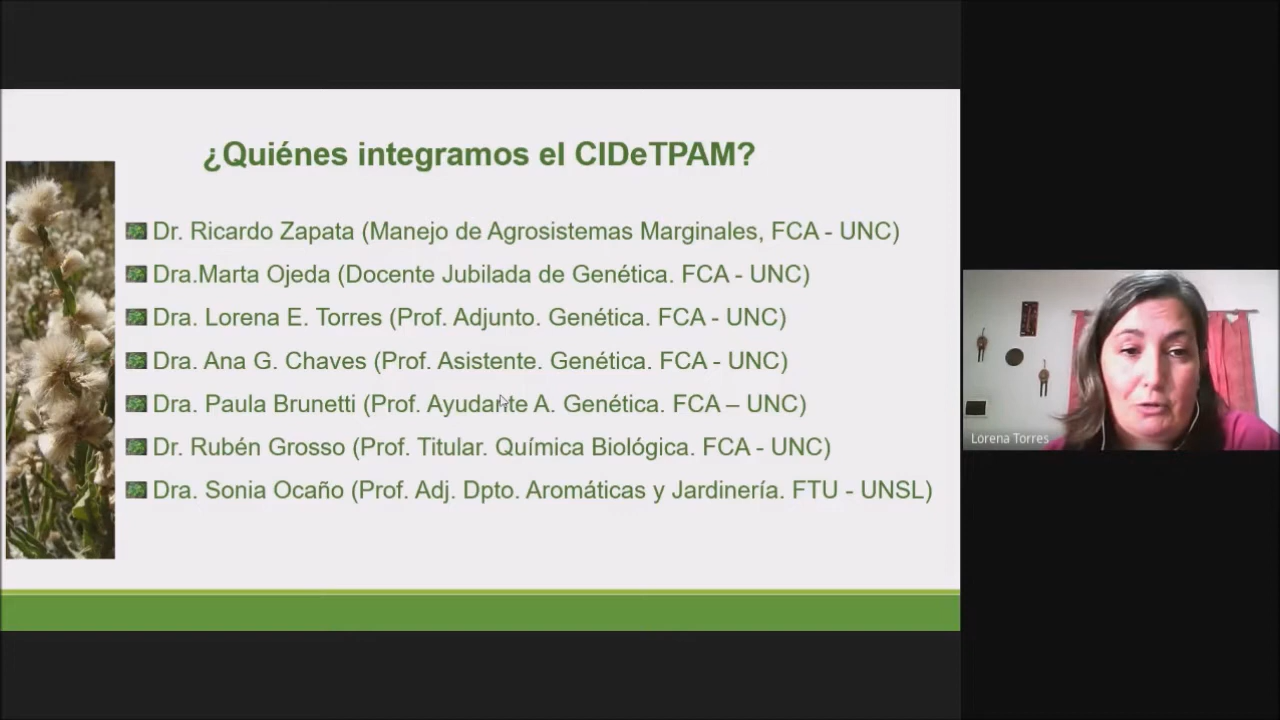 ¿Quiénes integramos el CIDeTPAM?
Dr. Ricardo Zapata (Manejo de Agrosistemas Marginales, FCA - UNC)
Dra.Marta Ojeda (Docente Jubilada de Genética. FCA - UNC)
Dra. Lorena E. Torres (Prof. Adjunto. Genética. FCA - UNC)
Dra. Ana G. Chaves (Prof. Asistente. Genética. FCA - UNC)
Dra. Paula Brunetti (Prof. Ayudante A. Genética. FCA – UNC)
Dr. Rubén Grosso (Prof. Titular. Química Biológica. FCA - UNC)
Dra. Sonia Ocaño (Prof. Adj. Dpto. Aromáticas y Jardinería. FTU - UNSL)
Lorena Torres